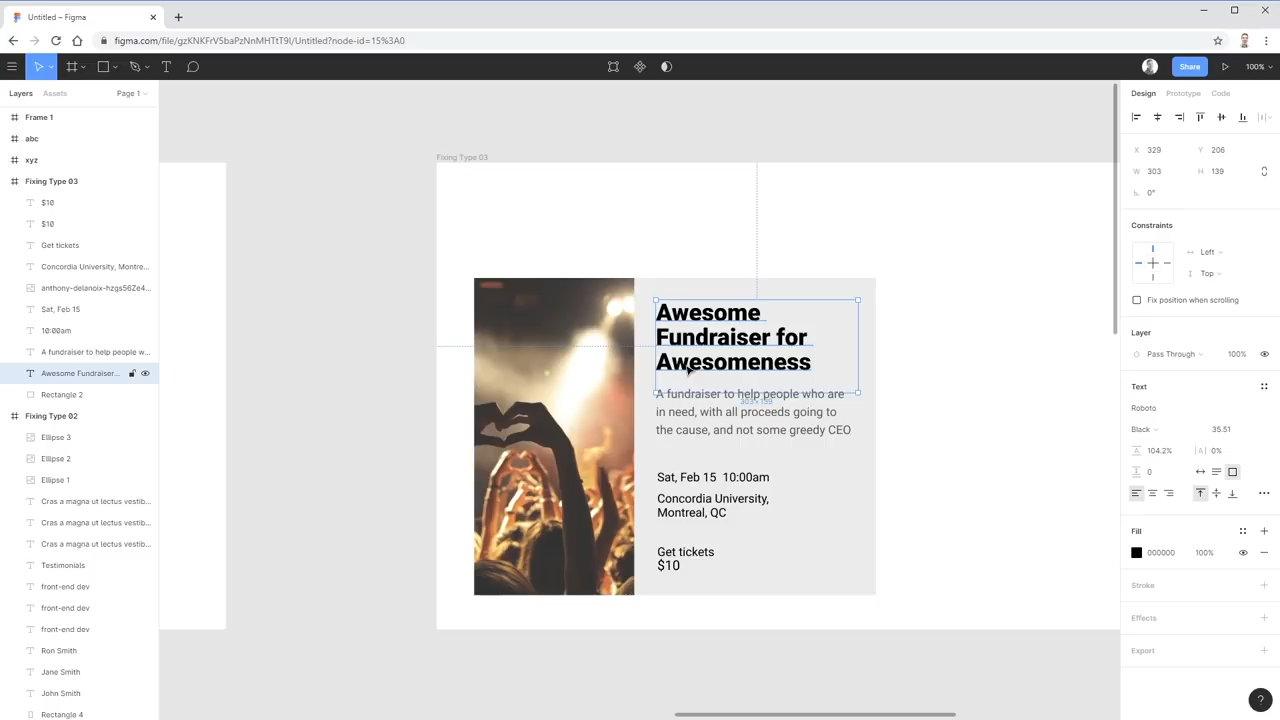 Untitled – Figma
figma.com/file/gzKNKFrV5baPzNnMHTtT9l/Untitled?node-id=15%3A0
Share
100%
Layers
Assets
Page 1
Design
Prototype
Code
Frame 1
abc
xyz
Fixing Type 03
$10
$10
Get tickets
Concordia University, Montre...
anthony-delanoix-hzgs56Ze4...
Sat, Feb 15
10:00am
A fundraiser to help people w...
Awesome Fundraiser...
Rectangle 2
Fixing Type 02
Ellipse 3
Ellipse 2
Ellipse 1
Cras a magna ut lectus vestib...
Cras a magna ut lectus vestib...
Cras a magna ut lectus vestib...
Testimonials
front-end dev
front-end dev
front-end dev
Ron Smith
Jane Smith
John Smith
Rectangle 4
Fixing Type 03
Awesome
Fundraiser for
Awesomeness
A fundraiser to help people who are
in need, with all proceeds going to
the cause, and not some greedy CEO
Sat, Feb 15 10:00am
Concordia University,
Montreal, QC
Get tickets
$10
X 329 Y 206
W 303 H 139
0°
Constraints
Left
Top
Fix position when scrolling
Layer
Pass Through 100%
Text
Roboto
Black 35.51
104.2% |A| 0%
0
Fill
000000 100%
Stroke
Effects
Export
?